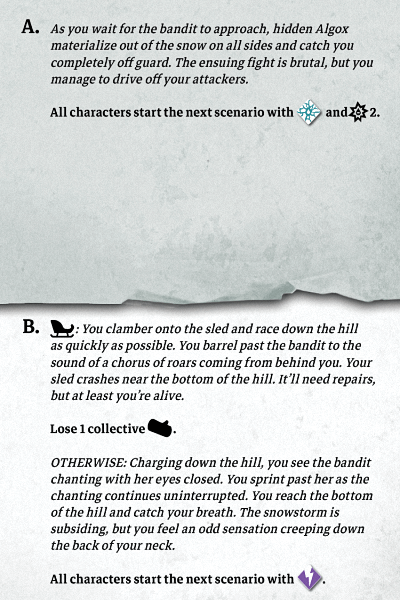 A. As you wait for the bandit to approach, hidden Algox
materialize out of the snow on all sides and catch you
completely off guard. The ensuing fight is brutal, but you
manage to drive off your attackers.
All characters start the next scenario with and 2.
B. : You clamber onto the sled and race down the hill
as quickly as possible. You barrel past the bandit to the
sound of a chorus of roars coming from behind you. Your
sled crashes near the bottom of the hill. It’ll need repairs,
but at least you’re alive.
Lose 1 collective .
OTHERWISE: Charging down the hill, you see the bandit
chanting with her eyes closed. You sprint past her as the
chanting continues uninterrupted. You reach the bottom
of the hill and catch your breath. The snowstorm is
subsiding, but you feel an odd sensation creeping down
the back of your neck.
All characters start the next scenario with .